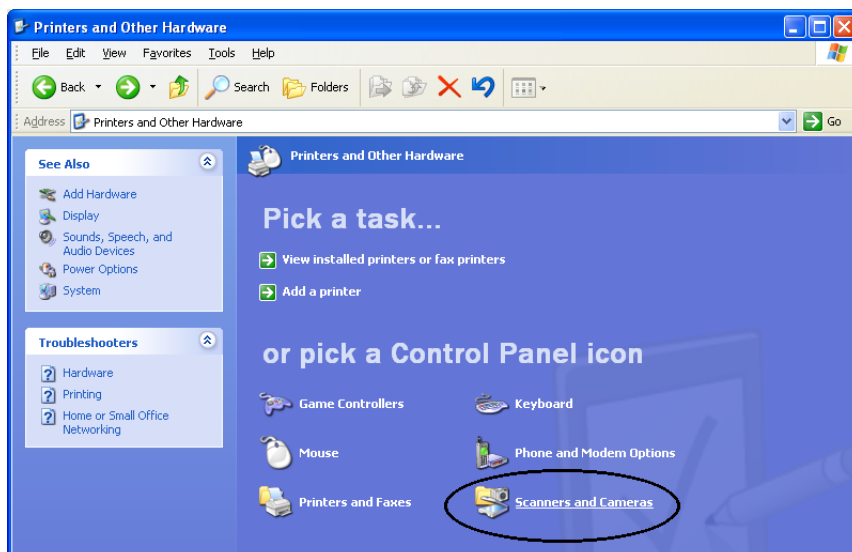 Printers and Other Hardware
File Edit View Favorites Tools Help
Back Search Folders
Address Printers and Other Hardware Go
See Also
Add Hardware
Display
Sounds, Speech, and
Audio Devices
Power Options
System
Troubleshooters
Hardware
Printing
Home or Small Office
Networking
Printers and Other Hardware
Pick a task...
View installed printers or fax printers
Add a printer
or pick a Control Panel icon
Game Controllers Keyboard
Mouse Phone and Modem Options
Printers and Faxes Scanners and Cameras